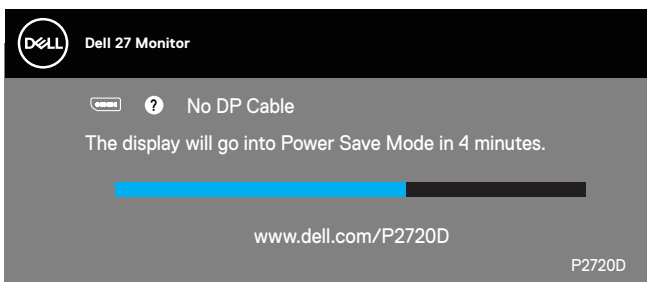 DELL
Dell 27 Monitor
? No DP Cable
The display will go into Power Save Mode in 4 minutes.
www.dell.com/P2720D
P2720D